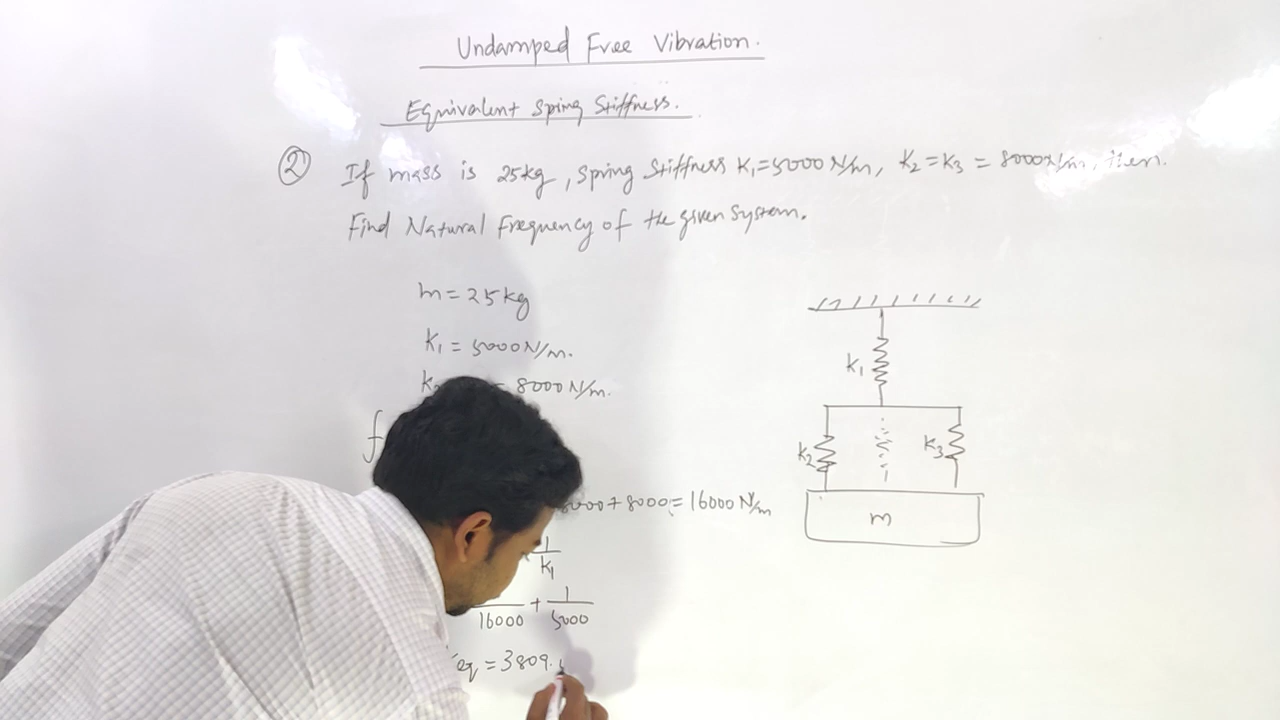 Undamped Free Vibration.
Equivalent Spring Stiffness.
② If mass is 25kg, Spring Stiffness K₁=5000 N/m, K₂=K₃ = 8000N/m, then.
Find Natural Frequency of the given System.
m = 25kg
K₁ = 5000N/m.
K = 8000 N/m.
f
8000+8000 = 16000 N/m
1
K₁
+ 1
16000 5000
eq = 3809.
K₁
K₂
K₃
m